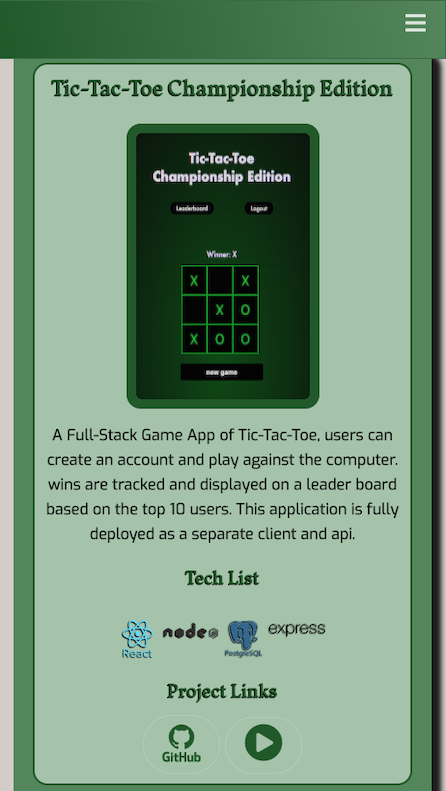 Tic-Tac-Toe Championship Edition
Tic-Tac-Toe
Championship Edition
Leaderboard Logout
Winner: X
X X
X O
X O O
new game
A Full-Stack Game App of Tic-Tac-Toe, users can
create an account and play against the computer.
wins are tracked and displayed on a leader board
based on the top 10 users. This application is fully
deployed as a separate client and api.
Tech List
React node PostgreSQL express
Project Links
GitHub